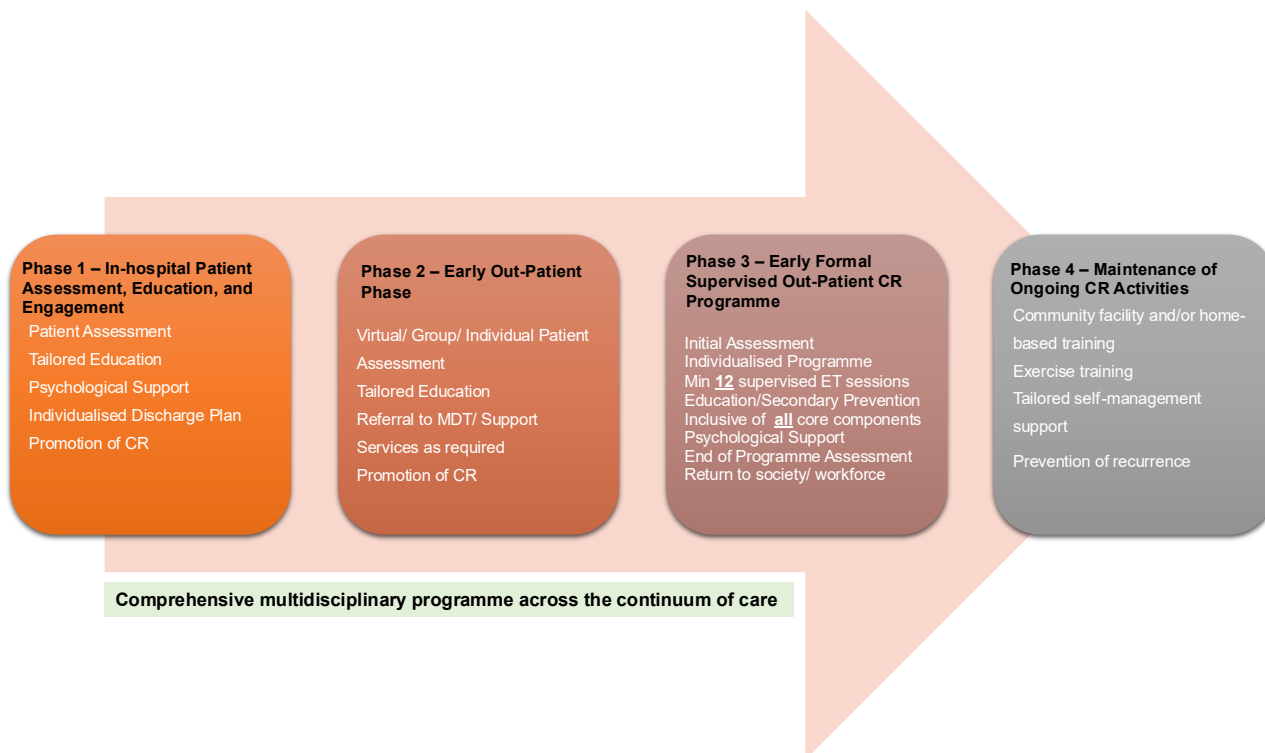 Phase 1 – In-hospital Patient
Assessment, Education, and
Engagement
Patient Assessment
Tailored Education
Psychological Support
Individualised Discharge Plan
Promotion of CR
Phase 2 – Early Out-Patient
Phase
Virtual/ Group/ Individual Patient
Assessment
Tailored Education
Referral to MDT/ Support
Services as required
Promotion of CR
Phase 3 – Early Formal
Supervised Out-Patient CR
Programme
Initial Assessment
Individualised Programme
Min 12 supervised ET sessions
Education/Secondary Prevention
Inclusive of all core components
Psychological Support
End of Programme Assessment
Return to society/ workforce
Phase 4 – Maintenance of
Ongoing CR Activities
Community facility and/or home-
based training
Exercise training
Tailored self-management
support
Prevention of recurrence
Comprehensive multidisciplinary programme across the continuum of care